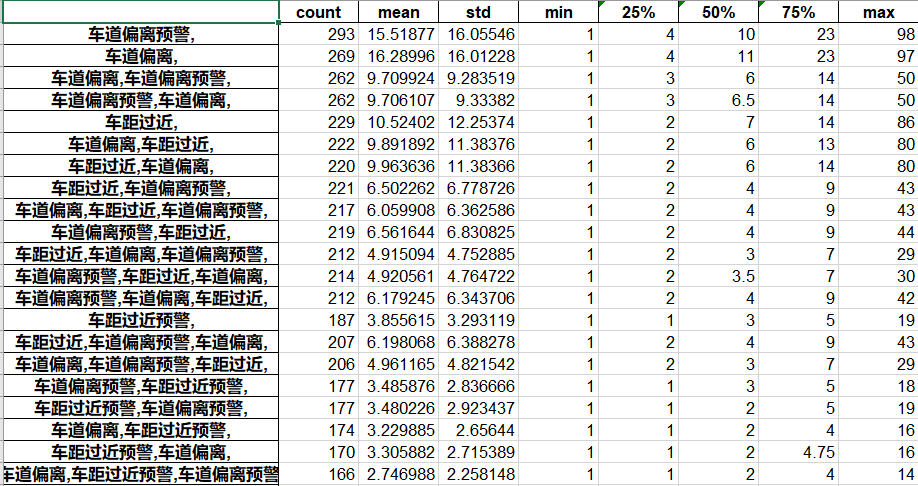 count mean std min 25% 50% 75% max
车道偏离预警, 293 15.51877 16.05546 1 4 10 23 98
车道偏离, 269 16.28996 16.01228 1 4 11 23 97
车道偏离,车道偏离预警, 262 9.709924 9.283519 1 3 6 14 50
车道偏离预警,车道偏离, 262 9.706107 9.33382 1 3 6.5 14 50
车距过近, 229 10.52402 12.25374 1 2 7 14 86
车道偏离,车距过近, 222 9.891892 11.38376 1 2 6 13 80
车距过近,车道偏离, 220 9.963636 11.38366 1 2 6 14 80
车距过近,车道偏离预警, 221 6.502262 6.778726 1 2 4 9 43
车道偏离,车距过近,车道偏离预警, 217 6.059908 6.362586 1 2 4 9 43
车道偏离预警,车距过近, 219 6.561644 6.830825 1 2 4 9 44
车距过近,车道偏离,车道偏离预警, 212 4.915094 4.752885 1 2 3 7 29
车道偏离预警,车距过近,车道偏离, 214 4.920561 4.764722 1 2 3.5 7 30
车道偏离预警,车道偏离,车距过近, 212 6.179245 6.343706 1 2 4 9 42
车距过近预警, 187 3.855615 3.293119 1 1 3 5 19
车距过近,车道偏离预警,车道偏离, 207 6.198068 6.388278 1 2 4 9 43
车道偏离,车道偏离预警,车距过近, 206 4.961165 4.821542 1 2 3 7 29
车道偏离预警,车距过近预警, 177 3.485876 2.836666 1 1 3 5 18
车距过近预警,车道偏离预警, 177 3.480226 2.923437 1 1 2 5 19
车道偏离,车距过近预警, 174 3.229885 2.65644 1 1 2 4 16
车距过近预警,车道偏离, 170 3.305882 2.715389 1 1 2 4.75 16
车道偏离,车距过近预警,车道偏离预警 166 2.746988 2.258148 1 1 2 4 14